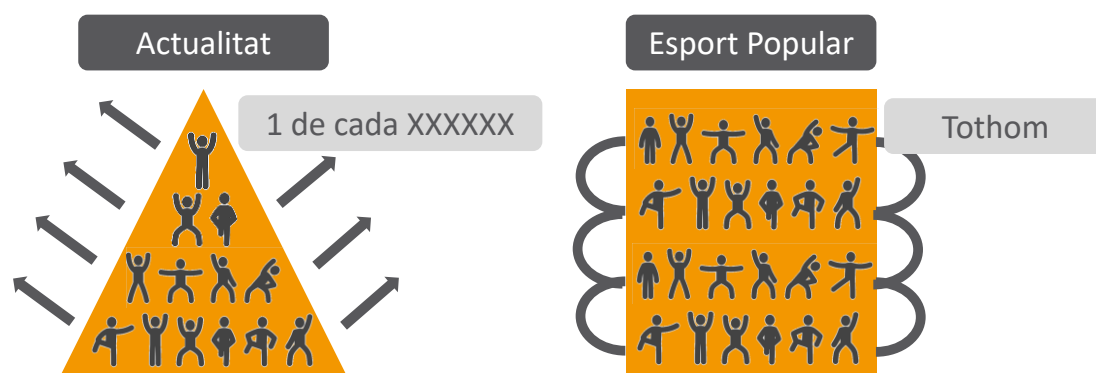 Actualitat
Esport Popular
1 de cada XXXXXX
Tothom